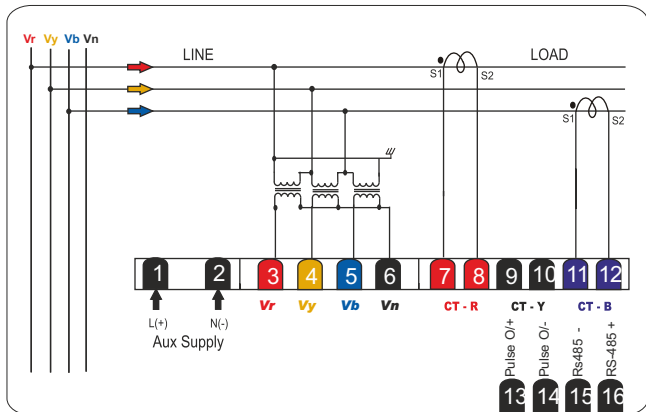 Vr Vy Vb Vn
LINE
LOAD
S1 S2
S1 S2
1 2 3 4 5 6 7 8 9 10 11 12
Vr Vy Vb Vn CT - R CT - Y CT - B
L(+) N(-)
Aux Supply
Pulse O/+
Pulse O/-
Rs485 -
RS-485 +
13 14 15 16